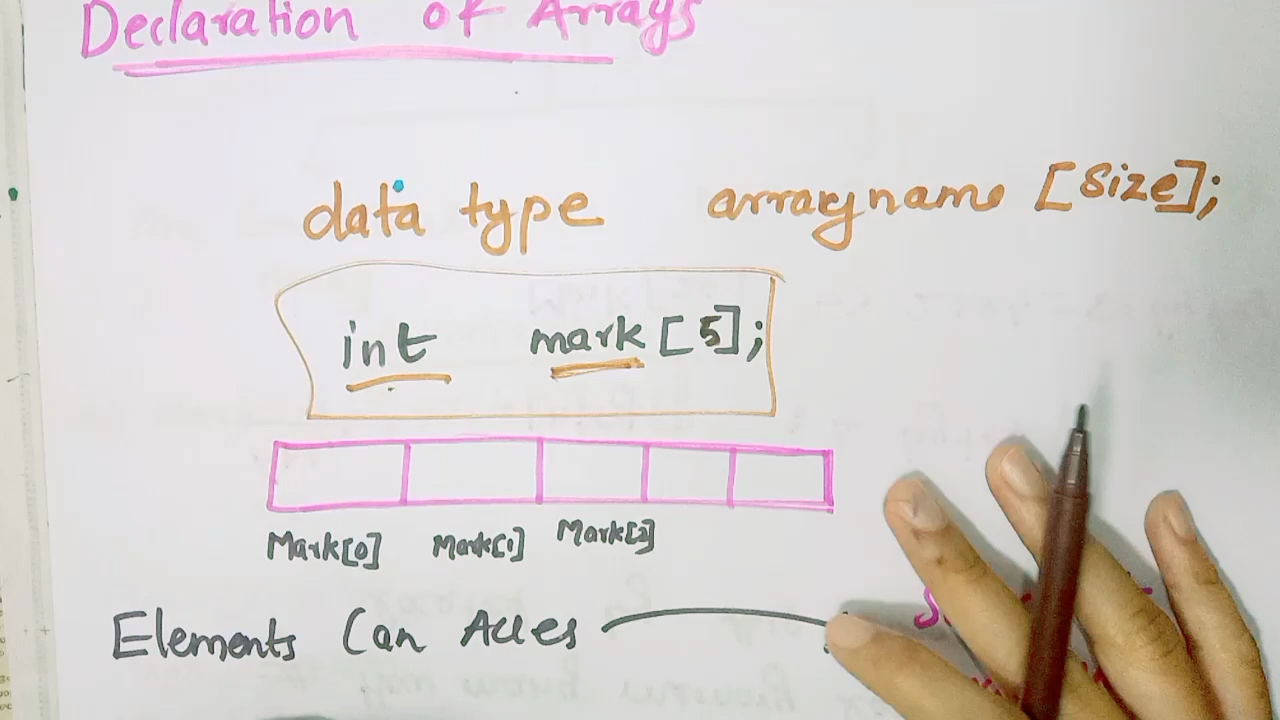 Declaration of Arrays
data type arrayname [Size];
int mark [5];
Mark[0] Mark[1] Mark[2]
Elements Can Acces